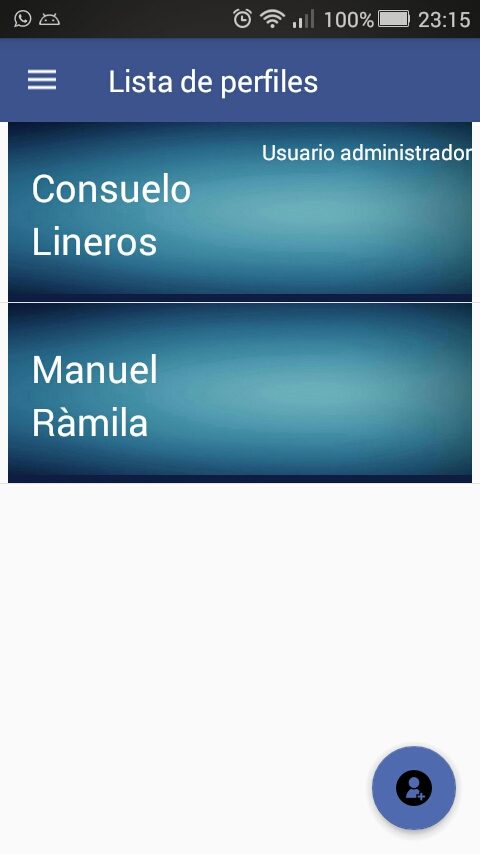 100% 23:15
Lista de perfiles
Usuario administrador
Consuelo
Lineros
Manuel
Ràmila